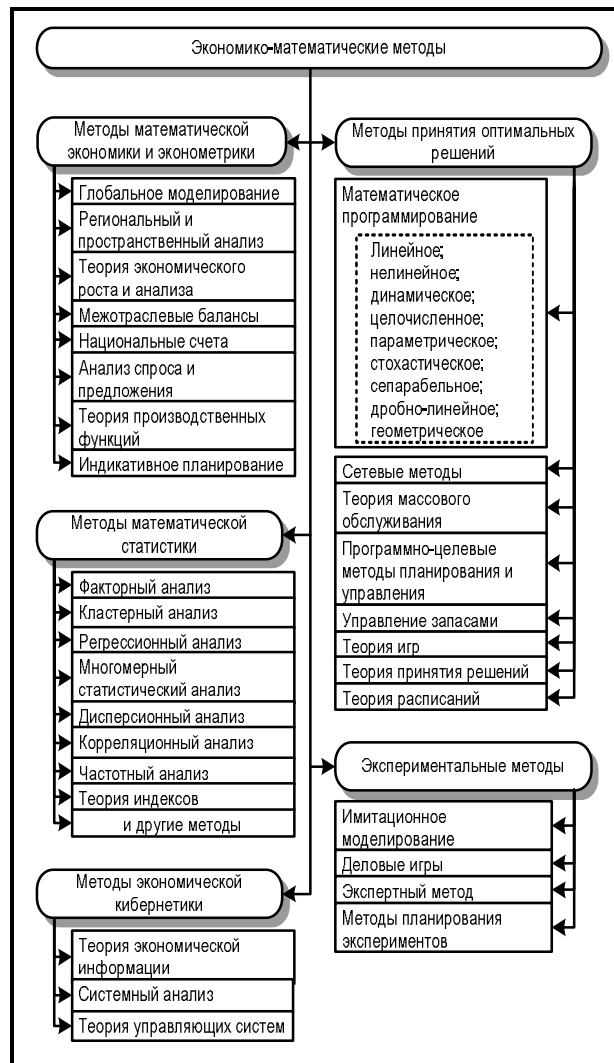 Экономико-математические методы
Методы математической
экономики и эконометрики
Глобальное моделирование
Региональный и
пространственный анализ
Теория экономического
роста и анализа
Межотраслевые балансы
Национальные счета
Анализ спроса и
предложения
Теория производственных
функций
Индикативное планирование
Методы математической
статистики
Факторный анализ
Кластерный анализ
Регрессионный анализ
Многомерный
статистический анализ
Дисперсионный анализ
Корреляционный анализ
Частотный анализ
Теория индексов
и другие методы
Методы экономической
кибернетики
Теория экономической
информации
Системный анализ
Теория управляющих систем
Методы принятия оптимальных
решений
Математическое
программирование
Линейное;
нелинейное;
динамическое;
целочисленное;
параметрическое;
стохастическое;
сепарабельное;
дробно-линейное;
геометрическое
Сетевые методы
Теория массового
обслуживания
Программно-целевые
методы планирования и
управления
Управление запасами
Теория игр
Теория принятия решений
Теория расписаний
Экспериментальные методы
Имитационное
моделирование
Деловые игры
Экспертный метод
Методы планирования
экспериментов